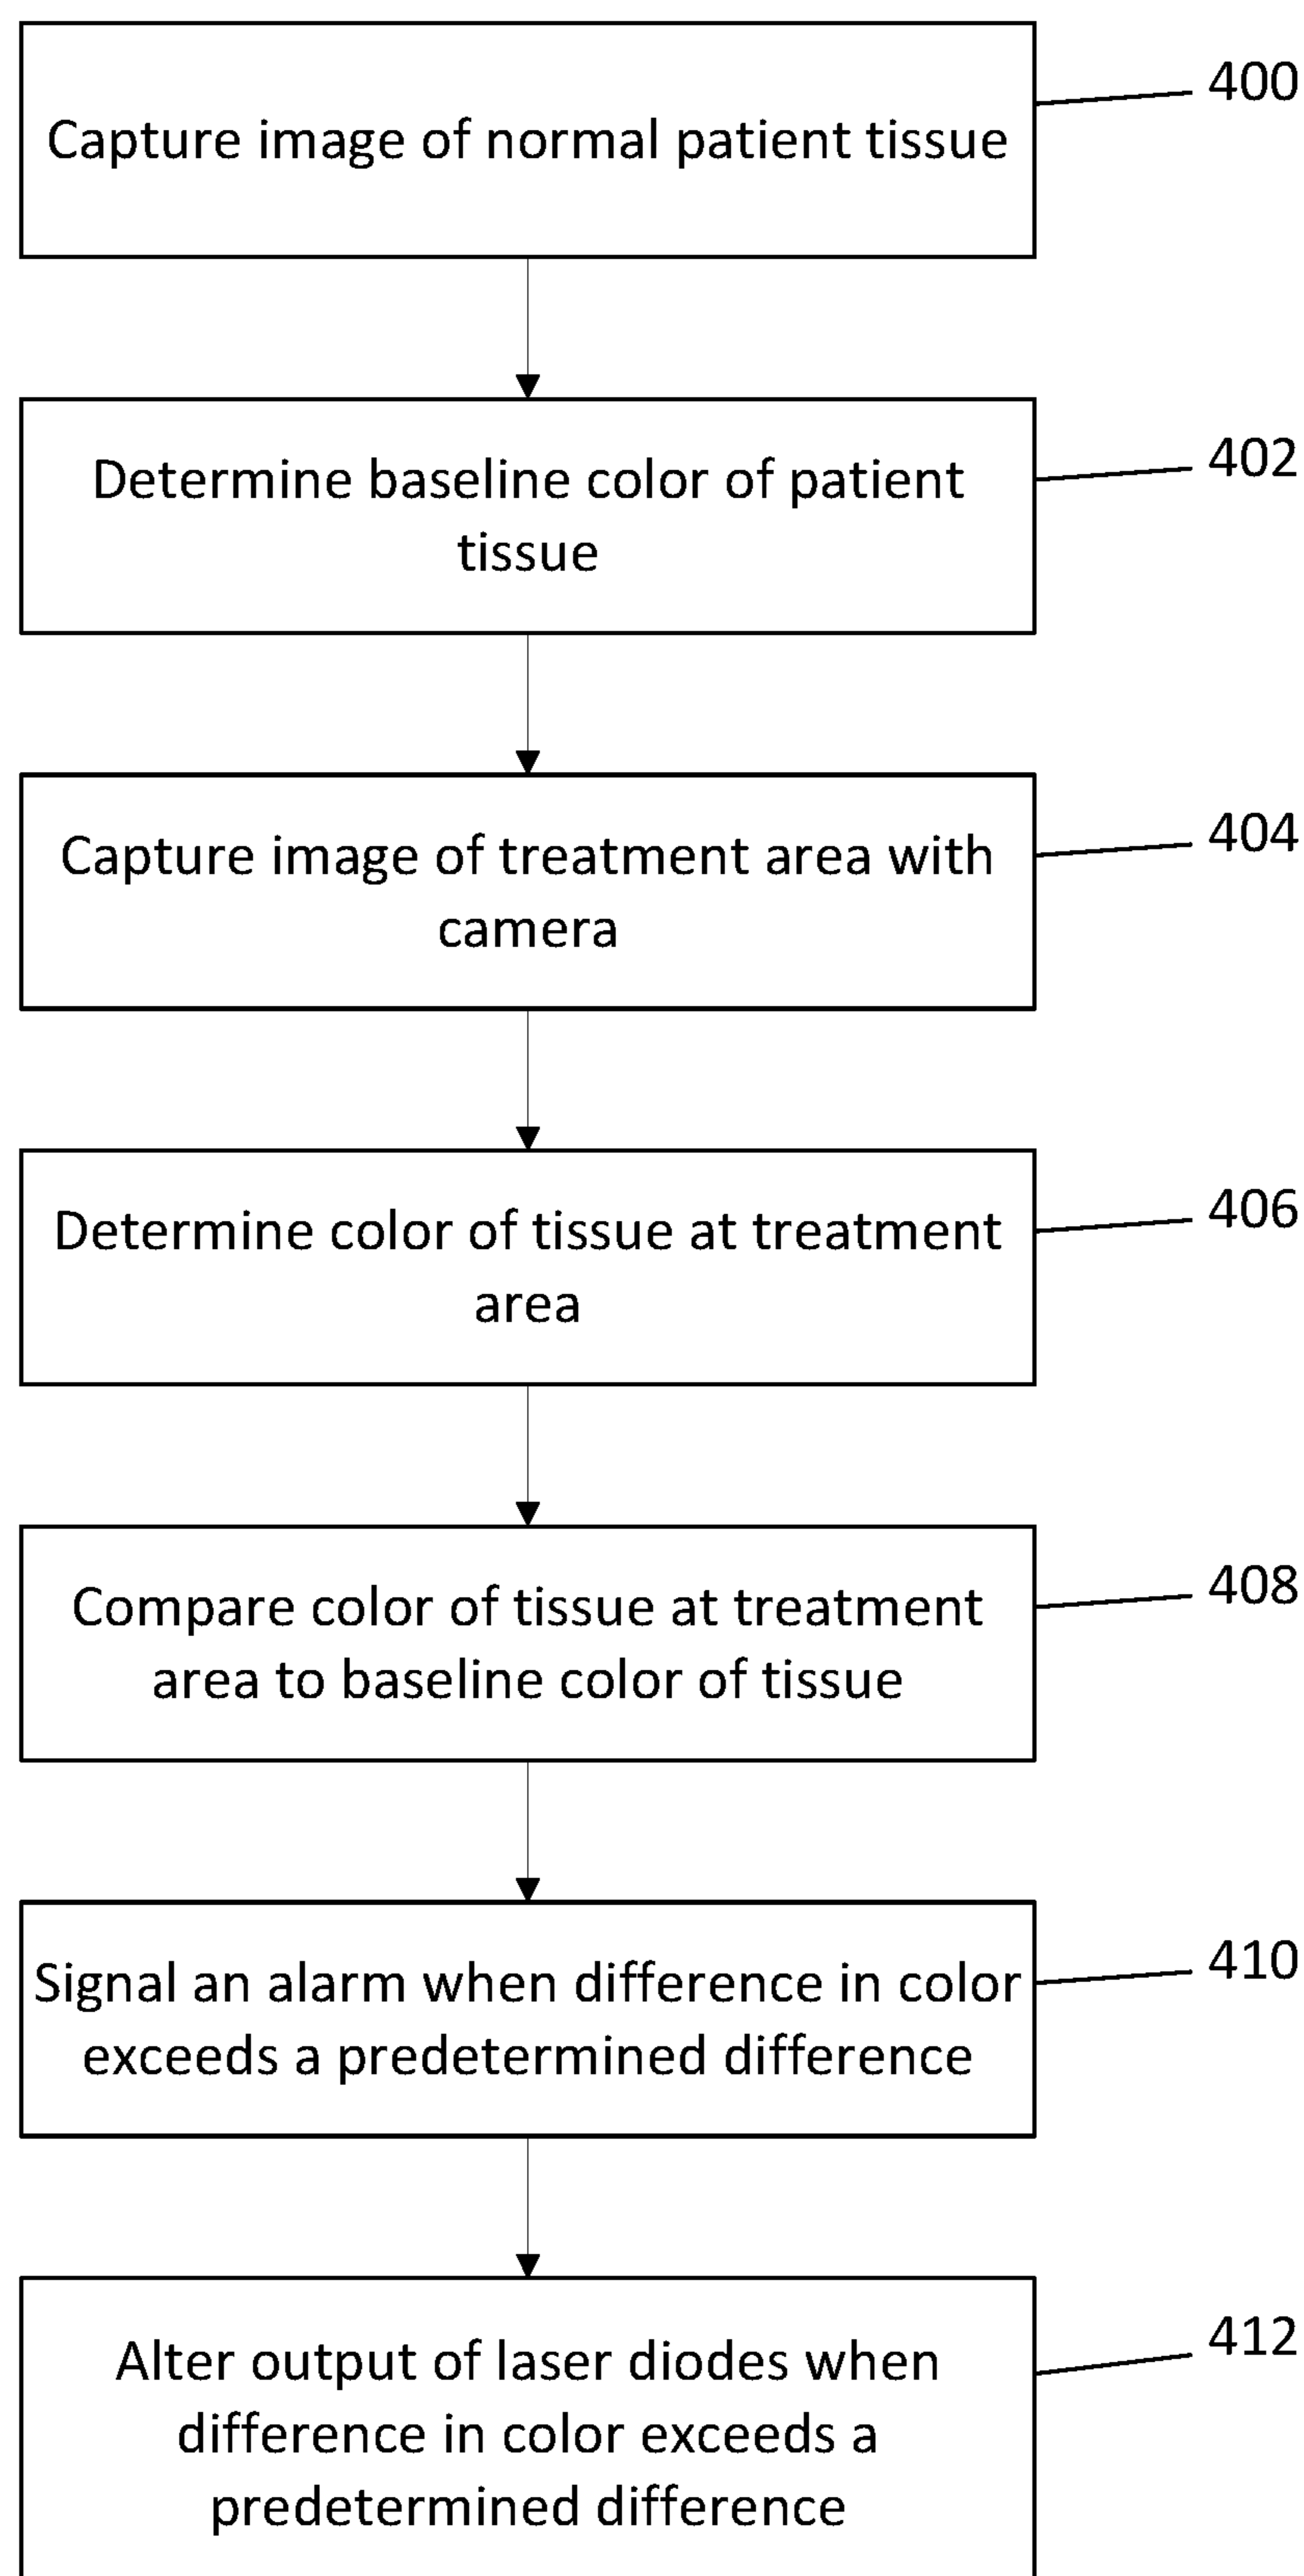 Capture image of normal patient tissue
400
Determine baseline color of patient
tissue
402
Capture image of treatment area with
camera
404
Determine color of tissue at treatment
area
406
Compare color of tissue at treatment
area to baseline color of tissue
408
Signal an alarm when difference in color
exceeds a predetermined difference
410
Alter output of laser diodes when
difference in color exceeds a
predetermined difference
412